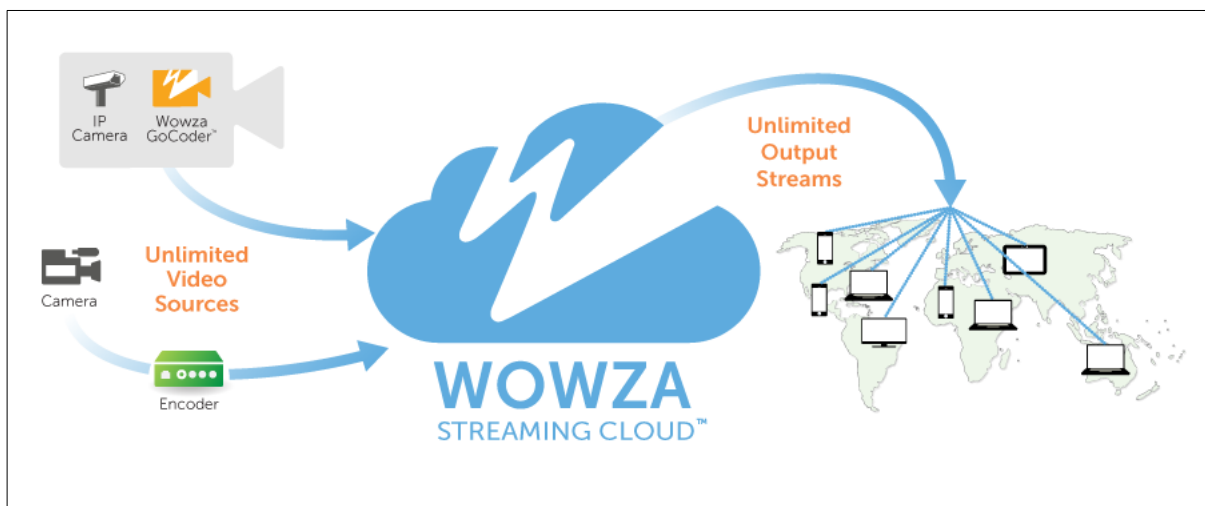 IP
Camera
Wowza
GoCoder™
Unlimited
Video
Sources
Camera
Encoder
WOWZA
STREAMING CLOUD™
Unlimited
Output
Streams